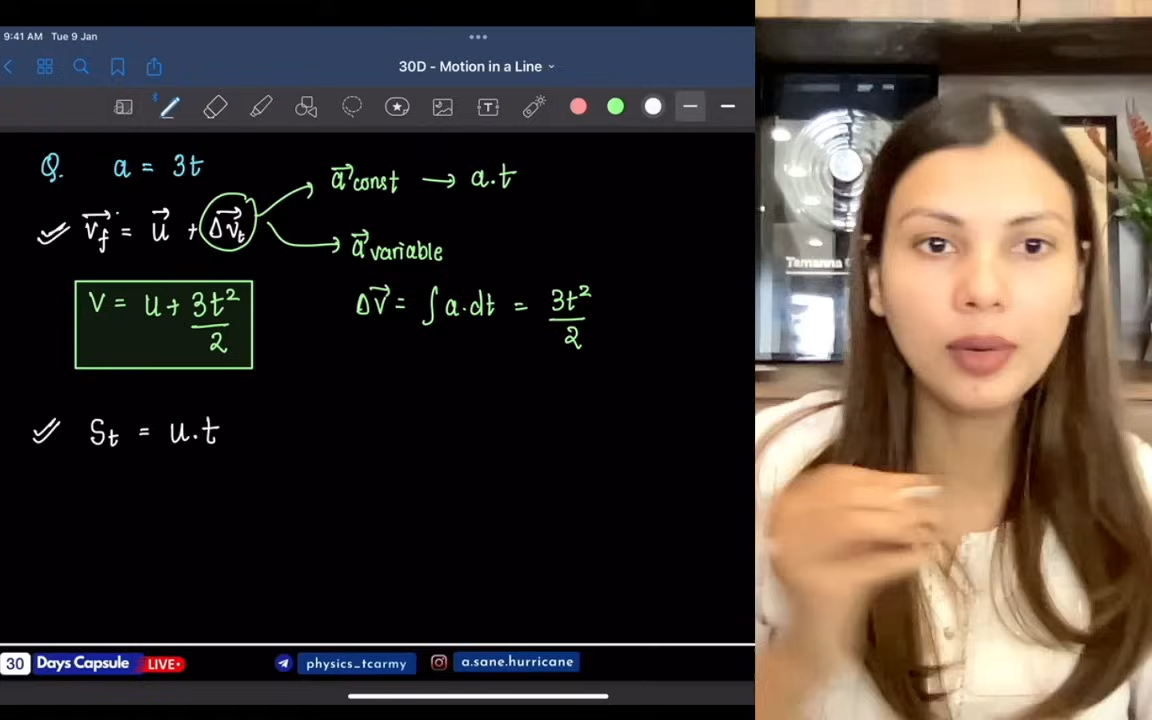 9:41 AM Tue 9 Jan
30D - Motion in a Line
Q. a = 3t
a⃗ const → a.t
v⃗f = u⃗ + Δv⃗t
a⃗ variable
V = u + 3t²/2
Δv⃗ = ∫ a.dt = 3t²/2
St = u.t
Tamanna
30 Days Capsule LIVE
physics_tcarmy
a.sane.hurricane